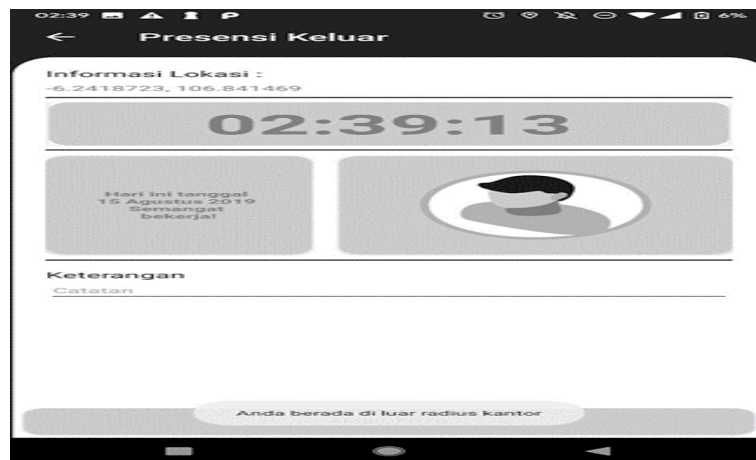 02:39
6%
Presensi Keluar
Informasi Lokasi :
-6.2418723, 106.841469
02:39:13
Hari ini tanggal
15 Agustus 2019
Semangat
bekerja!
Keterangan
Catatan
Anda berada di luar radius kantor